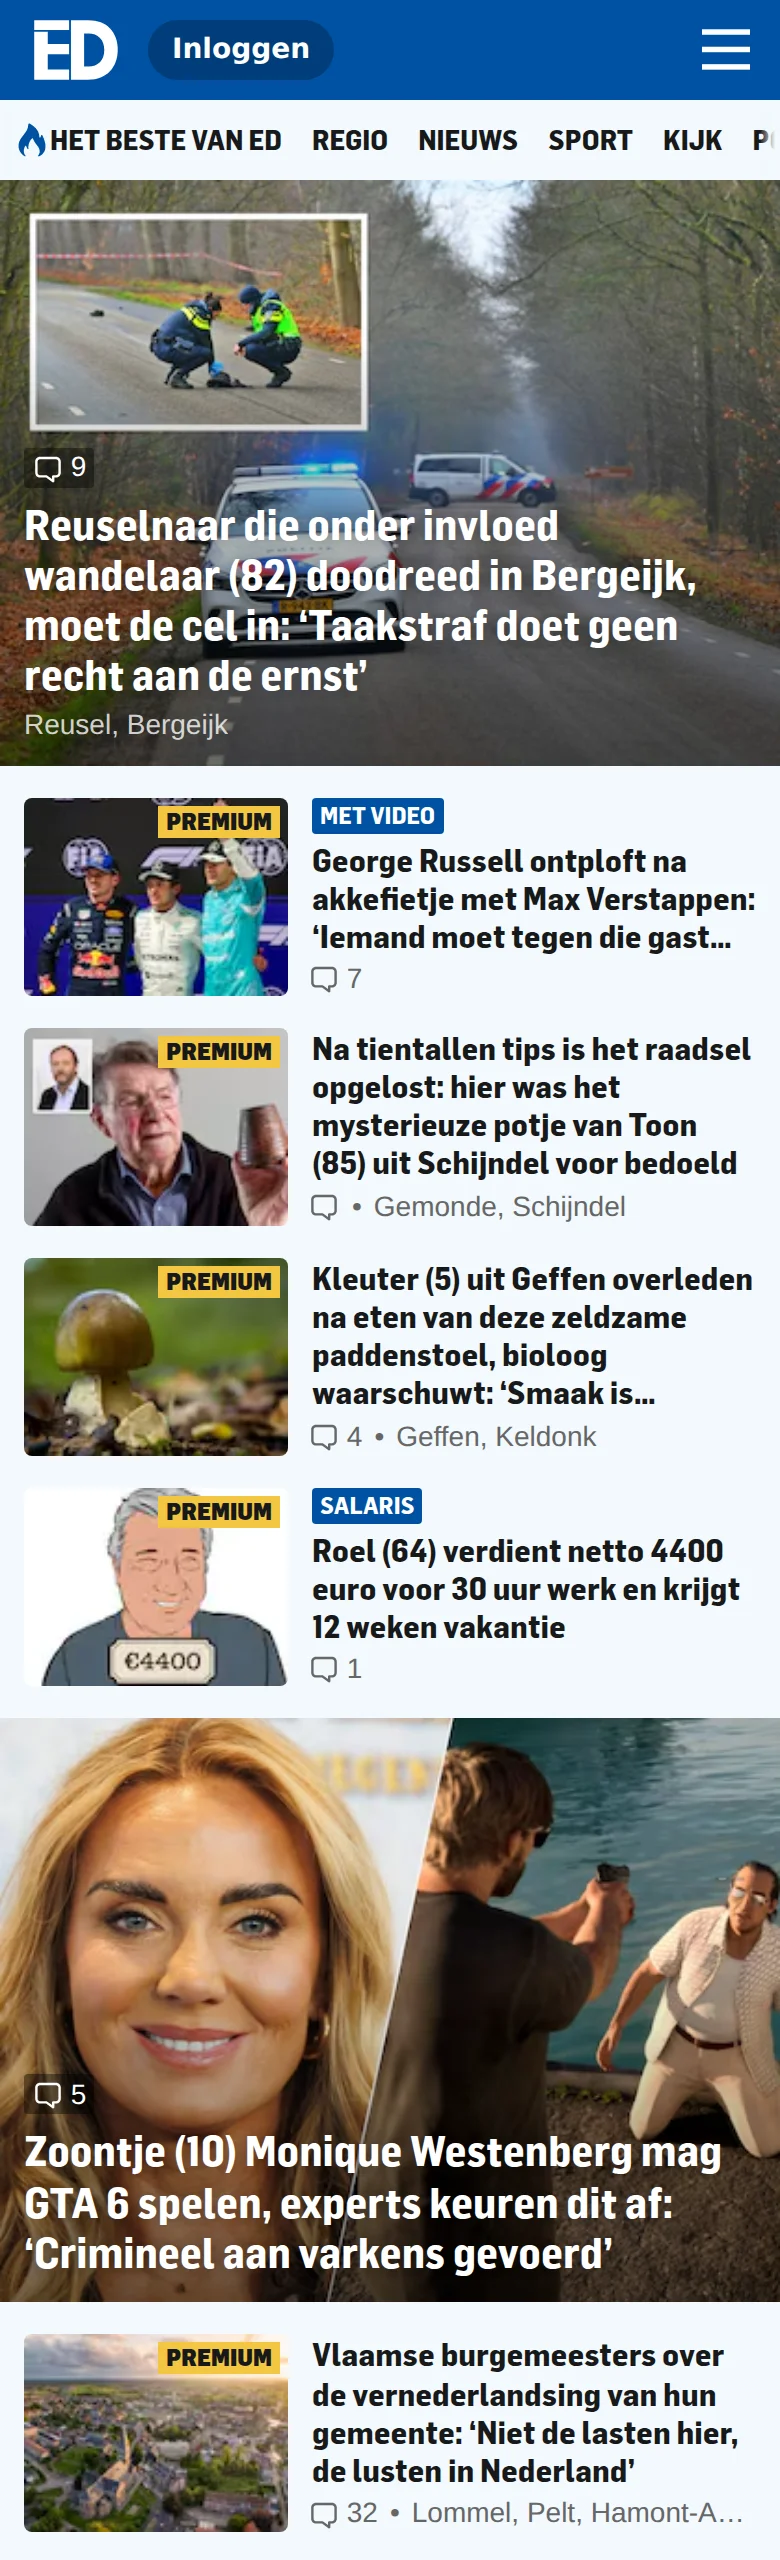 ED
Inloggen
HET BESTE VAN ED
REGIO
NIEUWS
SPORT
KIJK
9
Reuselnaar die onder invloed
wandelaar (82) doodreed in Bergeijk,
moet de cel in: ‘Taakstraf doet geen
recht aan de ernst’
Reusel, Bergeijk
PREMIUM
MET VIDEO
George Russell ontploft na
akkefietje met Max Verstappen:
‘Iemand moet tegen die gast...
7
PREMIUM
Na tientallen tips is het raadsel
opgelost: hier was het
mysterieuze potje van Toon
(85) uit Schijndel voor bedoeld
• Gemonde, Schijndel
PREMIUM
Kleuter (5) uit Geffen overleden
na eten van deze zeldzame
paddenstoel, bioloog
waarschuwt: ‘Smaak is...
4 • Geffen, Keldonk
PREMIUM
€4400
SALARIS
Roel (64) verdient netto 4400
euro voor 30 uur werk en krijgt
12 weken vakantie
1
5
Zoontje (10) Monique Westenberg mag
GTA 6 spelen, experts keuren dit af:
‘Crimineel aan varkens gevoerd’
PREMIUM
Vlaamse burgemeesters over
de vernederlandsing van hun
gemeente: ‘Niet de lasten hier,
de lusten in Nederland’
32 • Lommel, Pelt, Hamont-A...